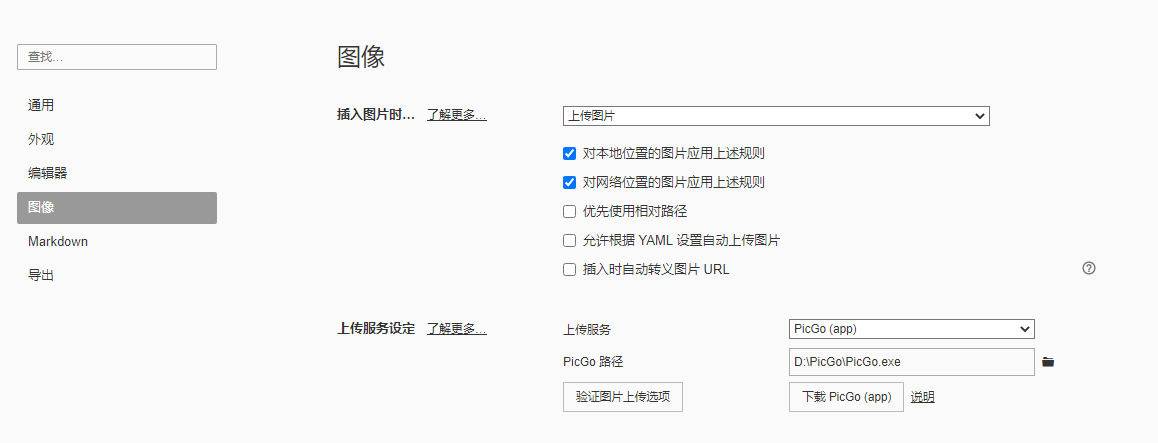 查找...
通用
外观
编辑器
图像
Markdown
导出
图像
插入图片时... 了解更多... 上传图片
对本地位置的图片应用上述规则
对网络位置的图片应用上述规则
优先使用相对路径
允许根据 YAML 设置自动上传图片
插入时自动转义图片 URL
上传服务设定 了解更多... 上传服务 PicGo (app)
PicGo 路径 D:\PicGo\PicGo.exe
验证图片上传选项 下载 PicGo (app) 说明